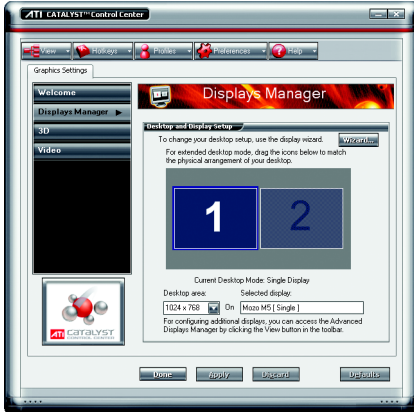 ATI CATALYST™ Control Center
View Hotkeys Profiles Preferences Help
Graphics Settings
Welcome
Displays Manager
3D
Video
Displays Manager
Desktop and Display Setup
To change your desktop setup, use the display wizard.
Wizard...
For extended desktop mode, drag the icons below to match
the physical arrangement of your desktop.
1 2
Current Desktop Mode: Single Display
Desktop area: Selected display:
1024 x 768 On Mozo M5 [ Single ]
For configuring additional displays, you can access the Advanced
Displays Manager by clicking the View button in the toolbar.
ATI CATALYST
CONTROL CENTER
Done Apply Discard Defaults